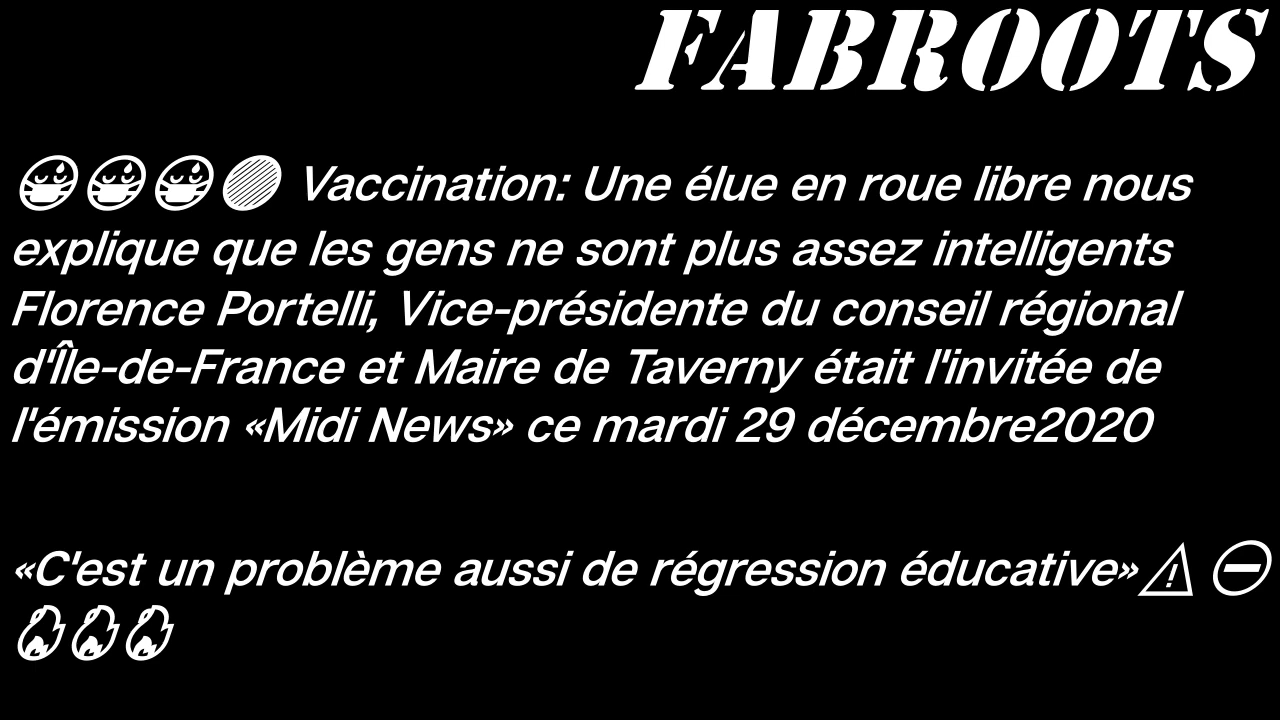 FABROOTS
😷😷😷🔴 Vaccination: Une élue en roue libre nous
explique que les gens ne sont plus assez intelligents
Florence Portelli, Vice-présidente du conseil régional
d'Île-de-France et Maire de Taverny était l'invitée de
l'émission «Midi News» ce mardi 29 décembre2020
«C'est un problème aussi de régression éducative»⚠️⛔
🔥🔥🔥